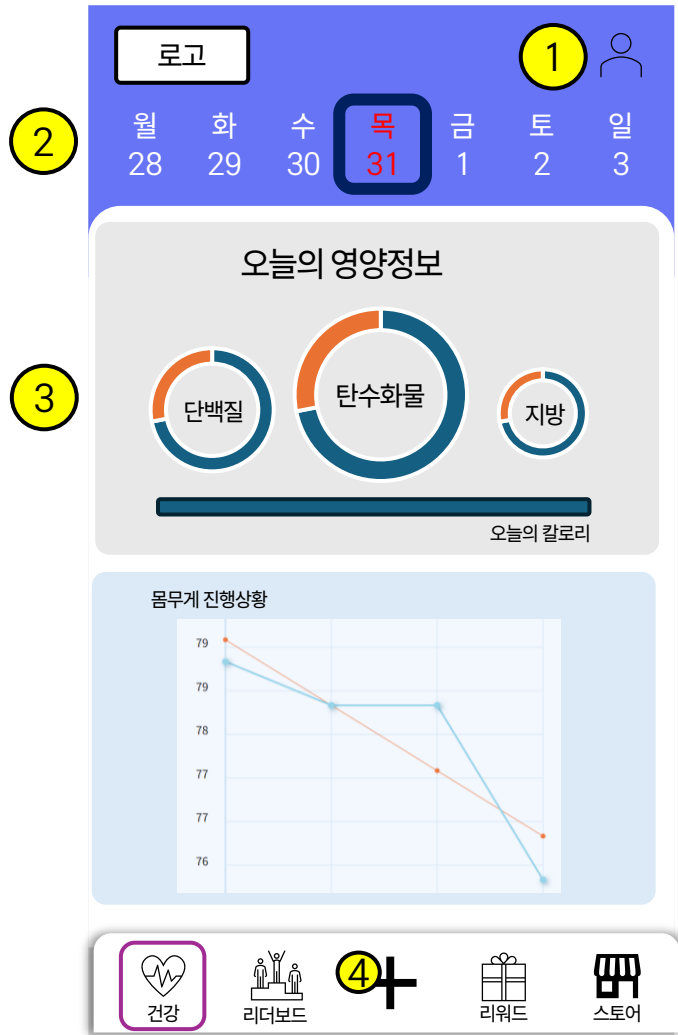 로고
1
2
월 화 수 목 금 토 일
28 29 30 31 1 2 3
오늘의 영양정보
3
단백질 탄수화물 지방
오늘의 칼로리
몸무게 진행상황
79
79
78
77
77
76
4
건강 리더보드 리워드 스토어